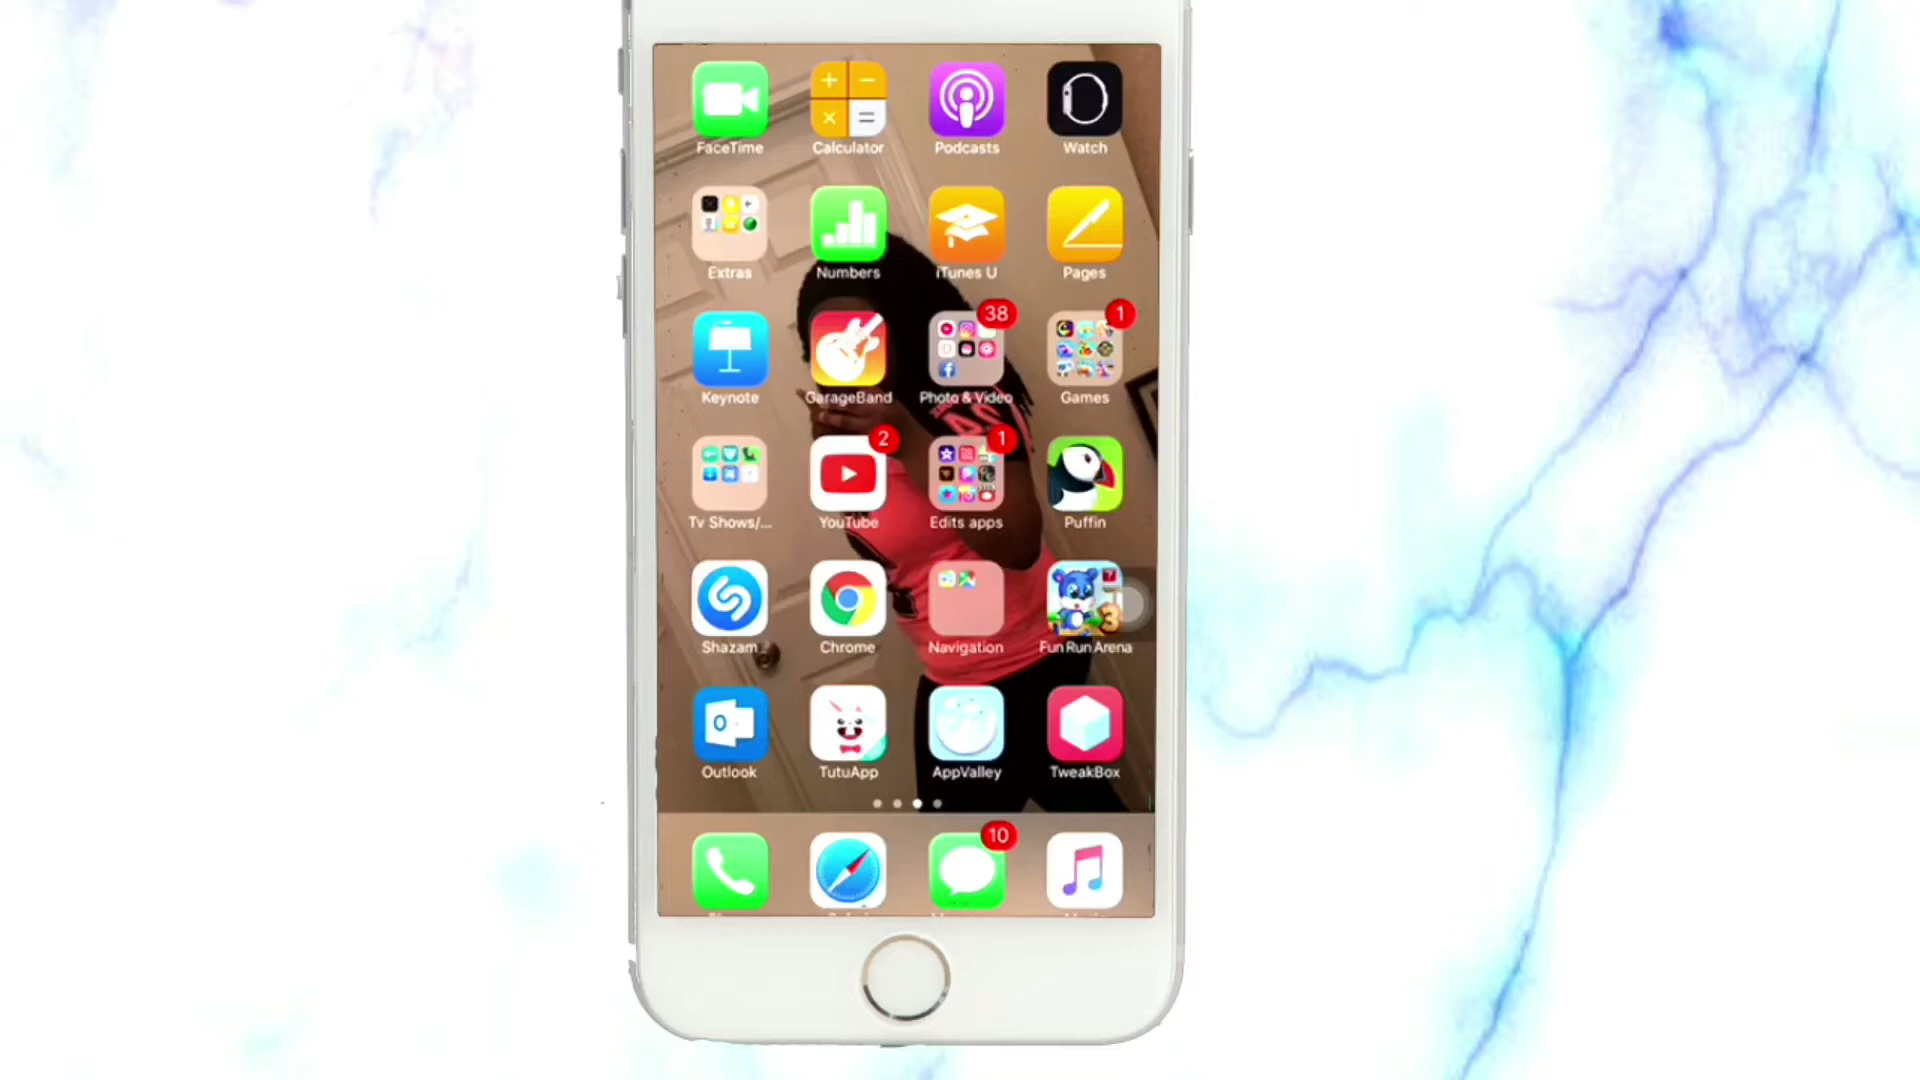 FaceTime Calculator Podcasts Watch
Extras Numbers iTunes U Pages
38 1
Keynote GarageBand Photo & Video Games
2 1
Tv Shows/... YouTube Edits apps Puffin
Shazam Chrome Navigation Fun Run Arena
Outlook TutuApp AppValley TweakBox
10